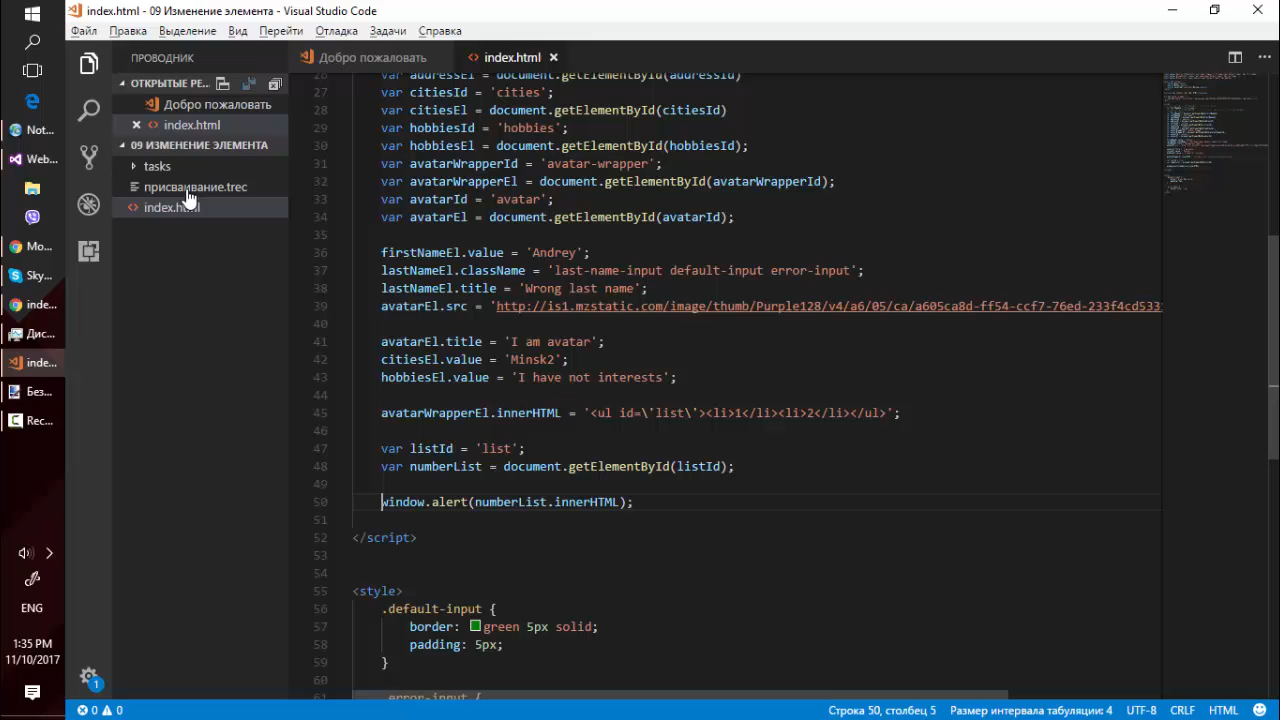 index.html - 09 Изменение элемента - Visual Studio Code
Файл Правка Выделение Вид Перейти Отладка Задачи Справка
ПРОВОДНИК
Добро пожаловать
index.html
ОТКРЫТЫЕ РЕ...
Добро пожаловать
index.html
09 ИЗМЕНЕНИЕ ЭЛЕМЕНТА
tasks
присваивание.trec
index.html
Not...
Web...
Mo...
Sky...
inde...
Дис...
inde...
Без...
Rec...
ENG
1:35 PM
11/10/2017
1
26 var addressEl = document.getElementById(addressId)
27 var citiesId = 'cities';
28 var citiesEl = document.getElementById(citiesId)
29 var hobbiesId = 'hobbies';
30 var hobbiesEl = document.getElementById(hobbiesId);
31 var avatarWrapperId = 'avatar-wrapper';
32 var avatarWrapperEl = document.getElementById(avatarWrapperId);
33 var avatarId = 'avatar';
34 var avatarEl = document.getElementById(avatarId);
35
36 firstNameEl.value = 'Andrey';
37 lastNameEl.className = 'last-name-input default-input error-input';
38 lastNameEl.title = 'Wrong last name';
39 avatarEl.src = 'http://is1.mzstatic.com/image/thumb/Purple128/v4/a6/05/ca/a605ca8d-ff54-ccf7-76ed-233f4cd533
40
41 avatarEl.title = 'I am avatar';
42 citiesEl.value = 'Minsk2';
43 hobbiesEl.value = 'I have not interests';
44
45 avatarWrapperEl.innerHTML = '<ul id=\'list\'><li>1</li><li>2</li></ul>';
46
47 var listId = 'list';
48 var numberList = document.getElementById(listId);
49
50 window.alert(numberList.innerHTML);
51
52 </script>
53
54
55 <style>
56 .default-input {
57 border: green 5px solid;
58 padding: 5px;
59 }
60
61 .error-input {
0 0 Строка 50, столбец 5 Размер интервала табуляции: 4 UTF-8 CRLF HTML